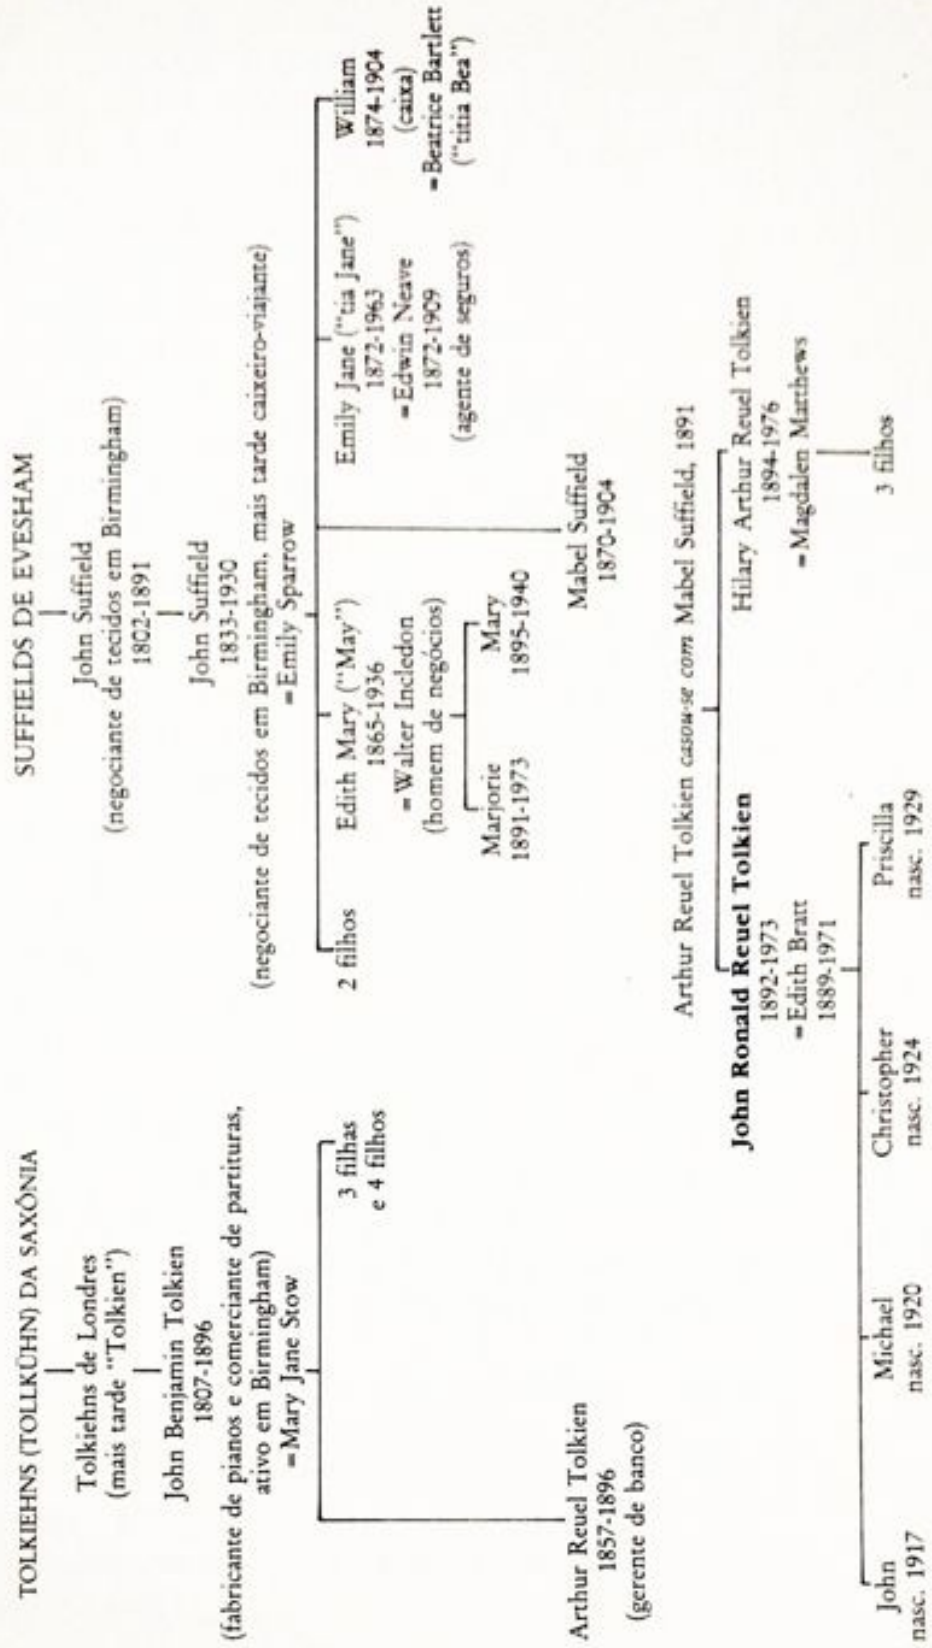 TOLKIEHNS (TOLLKÜHN) DA SAXÔNIA
Tolkiehns de Londres
(mais tarde "Tolkien")
John Benjamin Tolkien
1807-1896
(fabricante de pianos e comerciante de partituras,
ativo em Birmingham)
=Mary Jane Stow
3 filhas
e 4 filhos
Arthur Reuel Tolkien
1857-1896
(gerente de banco)
SUFFIELDS DE EVESHAM
John Suffield
(negociante de tecidos em Birmingham)
1802-1891
John Suffield
1833-1930
(negociante de tecidos em Birmingham, mais tarde caixeiro-viajante)
=Emily Sparrow
2 filhos
Edith Mary ("May")
1865-1936
=Walter Incledon
(homem de negócios)
Marjorie
1891-1973
Mary
1895-1940
Emily Jane ("tia Jane")
1872-1963
=Edwin Neave
1872-1909
(agente de seguros)
William
1874-1904
(caixa)
=Beatrice Bartlett
("titia Bea")
Mabel Suffield
1870-1904
Arthur Reuel Tolkien casou-se com Mabel Suffield, 1891
John Ronald Reuel Tolkien
1892-1973
=Edith Bratt
1889-1971
Hilary Arthur Reuel Tolkien
1894-1976
=Magdalen Matthews
3 filhos
John
nasc. 1917
Michael
nasc. 1920
Christopher
nasc. 1924
Priscilla
nasc. 1929